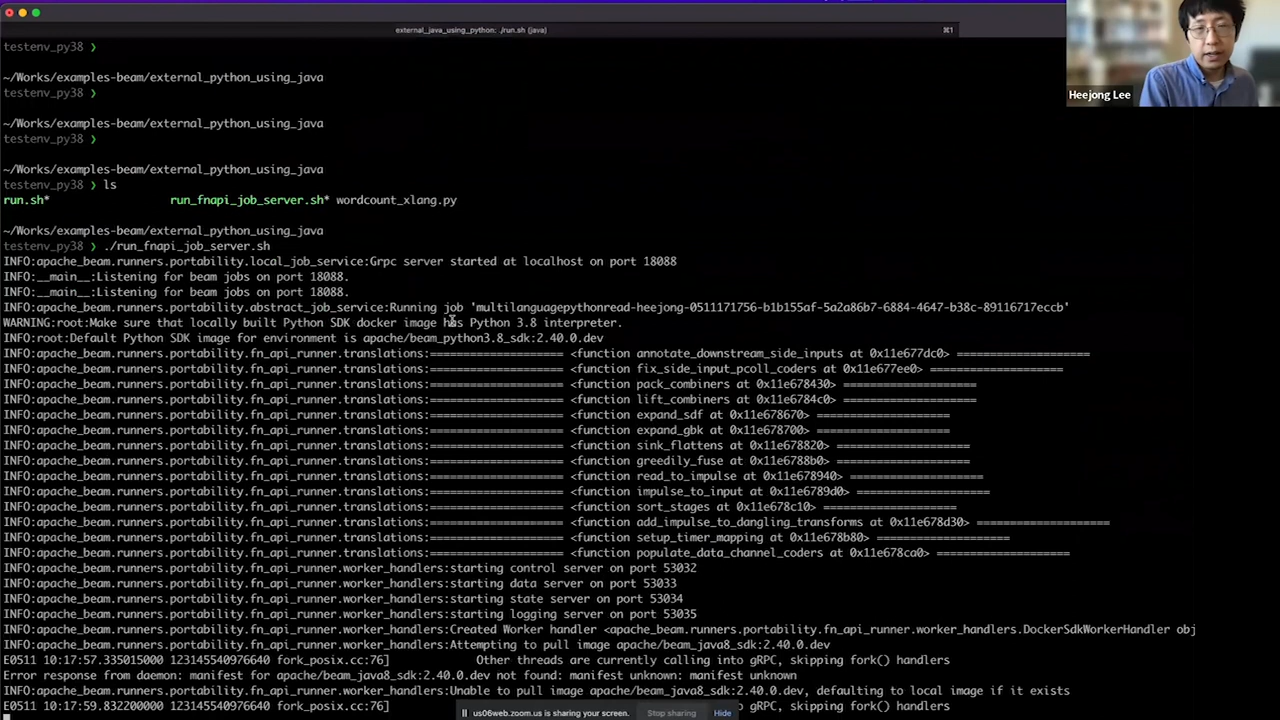 external_java_using_python: ./run.sh (java)
⌘1
Heejong Lee
testenv_py38 ❯
~/Works/examples-beam/external_python_using_java
testenv_py38 ❯
~/Works/examples-beam/external_python_using_java
testenv_py38 ❯
~/Works/examples-beam/external_python_using_java
testenv_py38 ❯ ls
run.sh* run_fnapi_job_server.sh* wordcount_xlang.py
~/Works/examples-beam/external_python_using_java
testenv_py38 ❯ ./run_fnapi_job_server.sh
INFO:apache_beam.runners.portability.local_job_service:Grpc server started at localhost on port 18088
INFO:__main__:Listening for beam jobs on port 18088.
INFO:__main__:Listening for beam jobs on port 18088.
INFO:apache_beam.runners.portability.abstract_job_service:Running job 'multilanguagepythonread-heejong-0511171756-b1b155af-5a2a86b7-6884-4647-b38c-89116717eccb'
WARNING:root:Make sure that locally built Python SDK docker image has Python 3.8 interpreter.
INFO:root:Default Python SDK image for environment is apache/beam_python3.8_sdk:2.40.0.dev
INFO:apache_beam.runners.portability.fn_api_runner.translations:==================== <function annotate_downstream_side_inputs at 0x11e677dc0> ====================
INFO:apache_beam.runners.portability.fn_api_runner.translations:==================== <function fix_side_input_pcoll_coders at 0x11e677ee0> ====================
INFO:apache_beam.runners.portability.fn_api_runner.translations:==================== <function pack_combiners at 0x11e678430> ====================
INFO:apache_beam.runners.portability.fn_api_runner.translations:==================== <function lift_combiners at 0x11e6784c0> ====================
INFO:apache_beam.runners.portability.fn_api_runner.translations:==================== <function expand_sdf at 0x11e678670> ====================
INFO:apache_beam.runners.portability.fn_api_runner.translations:==================== <function expand_gbk at 0x11e678700> ====================
INFO:apache_beam.runners.portability.fn_api_runner.translations:==================== <function sink_flattens at 0x11e678820> ====================
INFO:apache_beam.runners.portability.fn_api_runner.translations:==================== <function greedily_fuse at 0x11e6788b0> ====================
INFO:apache_beam.runners.portability.fn_api_runner.translations:==================== <function read_to_impulse at 0x11e678940> ====================
INFO:apache_beam.runners.portability.fn_api_runner.translations:==================== <function impulse_to_input at 0x11e6789d0> ====================
INFO:apache_beam.runners.portability.fn_api_runner.translations:==================== <function sort_stages at 0x11e678c10> ====================
INFO:apache_beam.runners.portability.fn_api_runner.translations:==================== <function add_impulse_to_dangling_transforms at 0x11e678d30> ====================
INFO:apache_beam.runners.portability.fn_api_runner.translations:==================== <function setup_timer_mapping at 0x11e678b80> ====================
INFO:apache_beam.runners.portability.fn_api_runner.translations:==================== <function populate_data_channel_coders at 0x11e678ca0> ====================
INFO:apache_beam.runners.portability.fn_api_runner.worker_handlers:starting control server on port 53032
INFO:apache_beam.runners.portability.fn_api_runner.worker_handlers:starting data server on port 53033
INFO:apache_beam.runners.portability.fn_api_runner.worker_handlers:starting state server on port 53034
INFO:apache_beam.runners.portability.fn_api_runner.worker_handlers:starting logging server on port 53035
INFO:apache_beam.runners.portability.fn_api_runner.worker_handlers:Created Worker handler <apache_beam.runners.portability.fn_api_runner.worker_handlers.DockerSdkWorkerHandler obj
INFO:apache_beam.runners.portability.fn_api_runner.worker_handlers:Attempting to pull image apache/beam_java8_sdk:2.40.0.dev
E0511 10:17:57.335015000 123145540976640 fork_posix.cc:76] Other threads are currently calling into gRPC, skipping fork() handlers
Error response from daemon: manifest for apache/beam_java8_sdk:2.40.0.dev not found: manifest unknown: manifest unknown
INFO:apache_beam.runners.portability.fn_api_runner.worker_handlers:Unable to pull image apache/beam_java8_sdk:2.40.0.dev, defaulting to local image if it exists
E0511 10:17:59.832200000 123145540976640 fork_posix.cc:76] o gRPC, skipping fork() handlers
us06web.zoom.us is sharing your screen. Stop sharing Hide